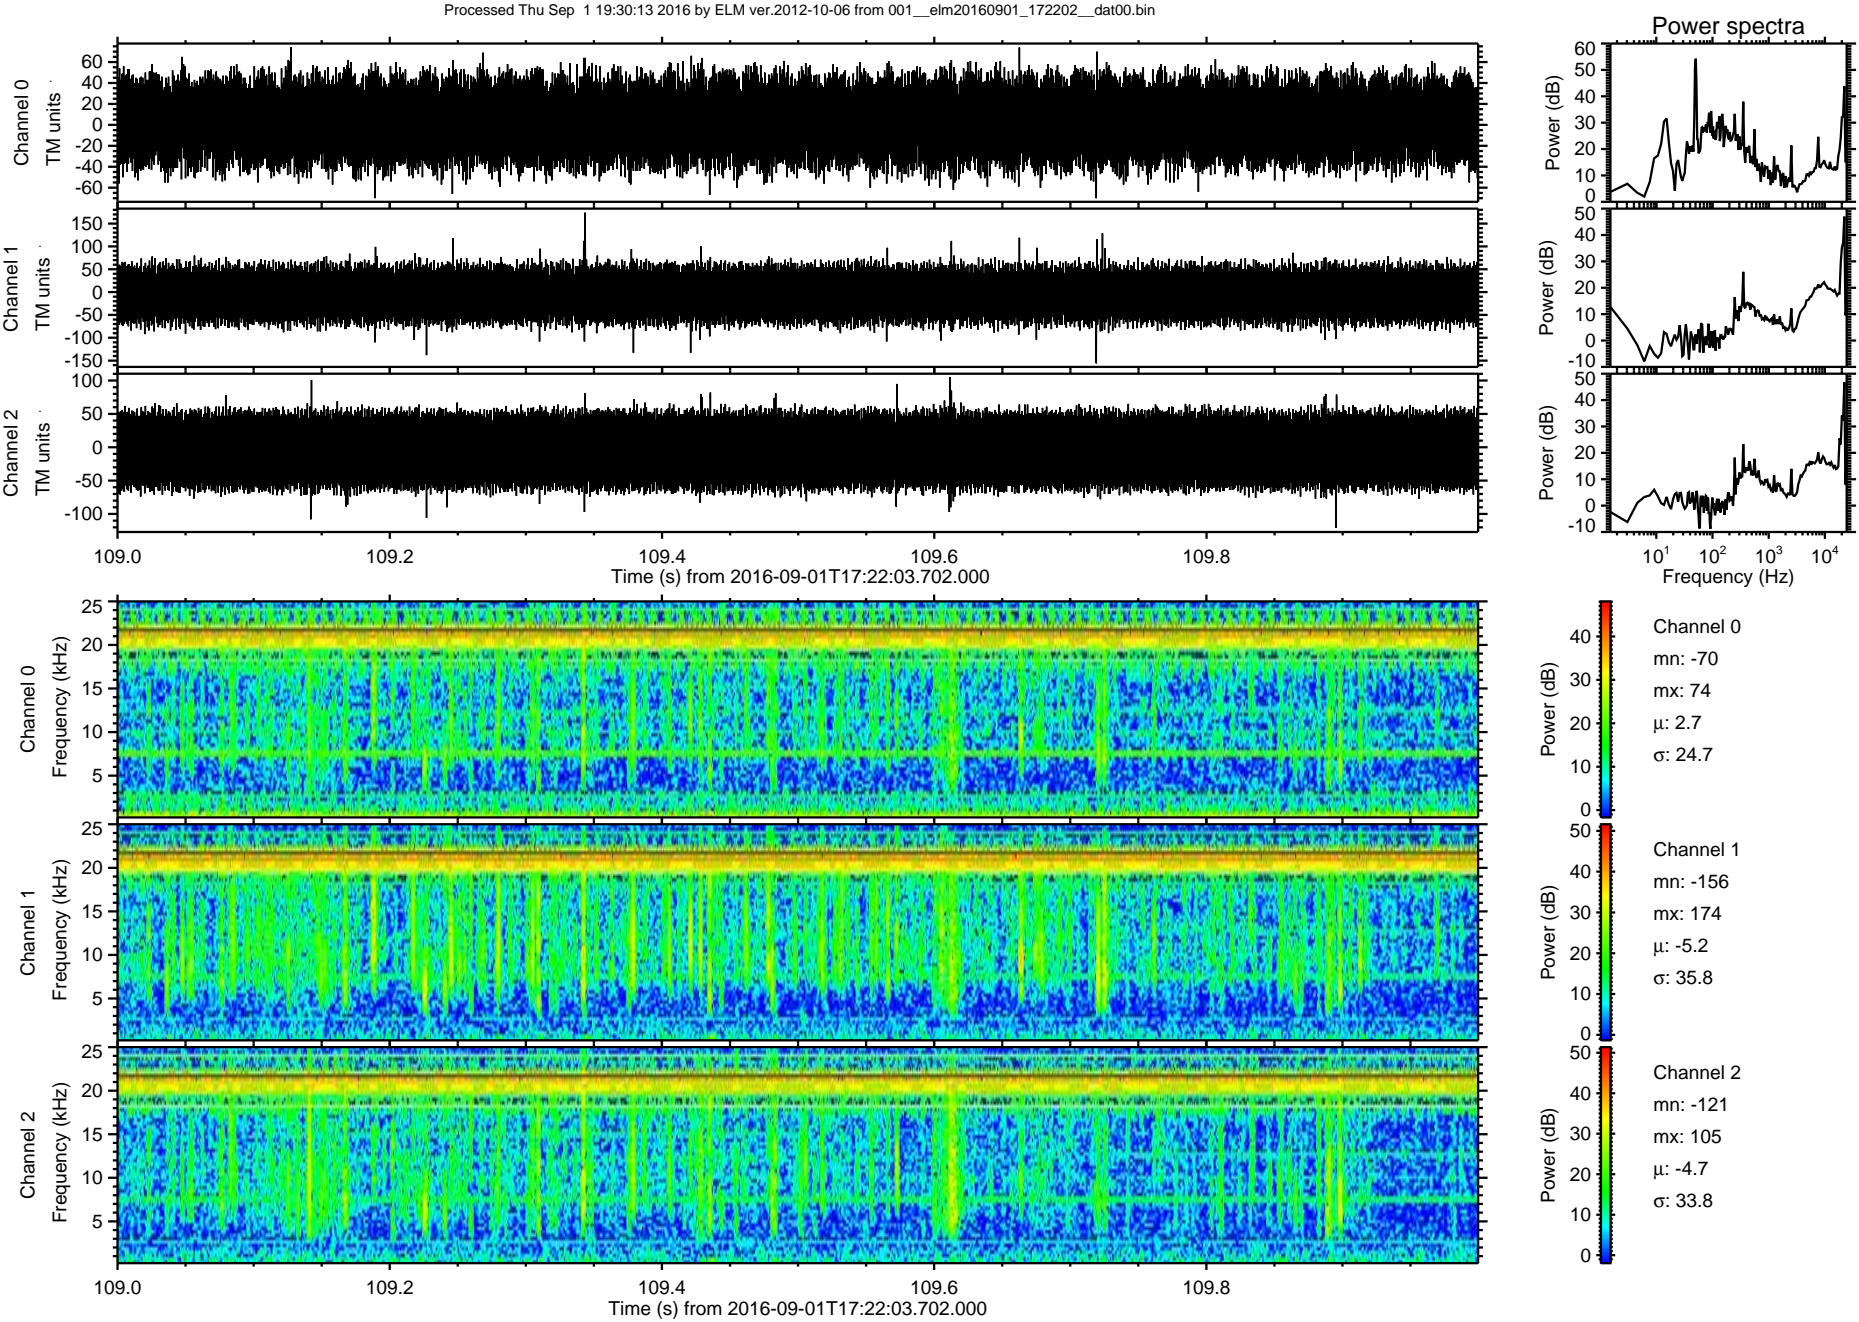 Processed Thu Sep  1 19:30:13 2016 by ELM ver.2012-10-06 from 001__elm20160901_172202__dat00.bin
Power spectra
Channel 0
TM units
60
40
20
0
-20
-40
-60
Power (dB)
60
50
40
30
20
10
0
Channel 1
TM units
150
100
50
0
-50
-100
-150
Power (dB)
50
40
30
20
10
0
-10
Channel 2
TM units
100
50
0
-50
-100
Power (dB)
50
40
30
20
10
0
-10
109.0 109.2 109.4 109.6 109.8
Time (s) from 2016-09-01T17:22:03.702.000
10¹ 10² 10³ 10⁴
Frequency (Hz)
Channel 0
Frequency (kHz)
25
20
15
10
5
Power (dB)
40
30
20
10
0
Channel 0
mn: -70
mx: 74
µ: 2.7
σ: 24.7
Channel 1
Frequency (kHz)
25
20
15
10
5
Power (dB)
50
40
30
20
10
0
Channel 1
mn: -156
mx: 174
µ: -5.2
σ: 35.8
Channel 2
Frequency (kHz)
25
20
15
10
5
Power (dB)
50
40
30
20
10
0
Channel 2
mn: -121
mx: 105
µ: -4.7
σ: 33.8
109.0 109.2 109.4 109.6 109.8
Time (s) from 2016-09-01T17:22:03.702.000